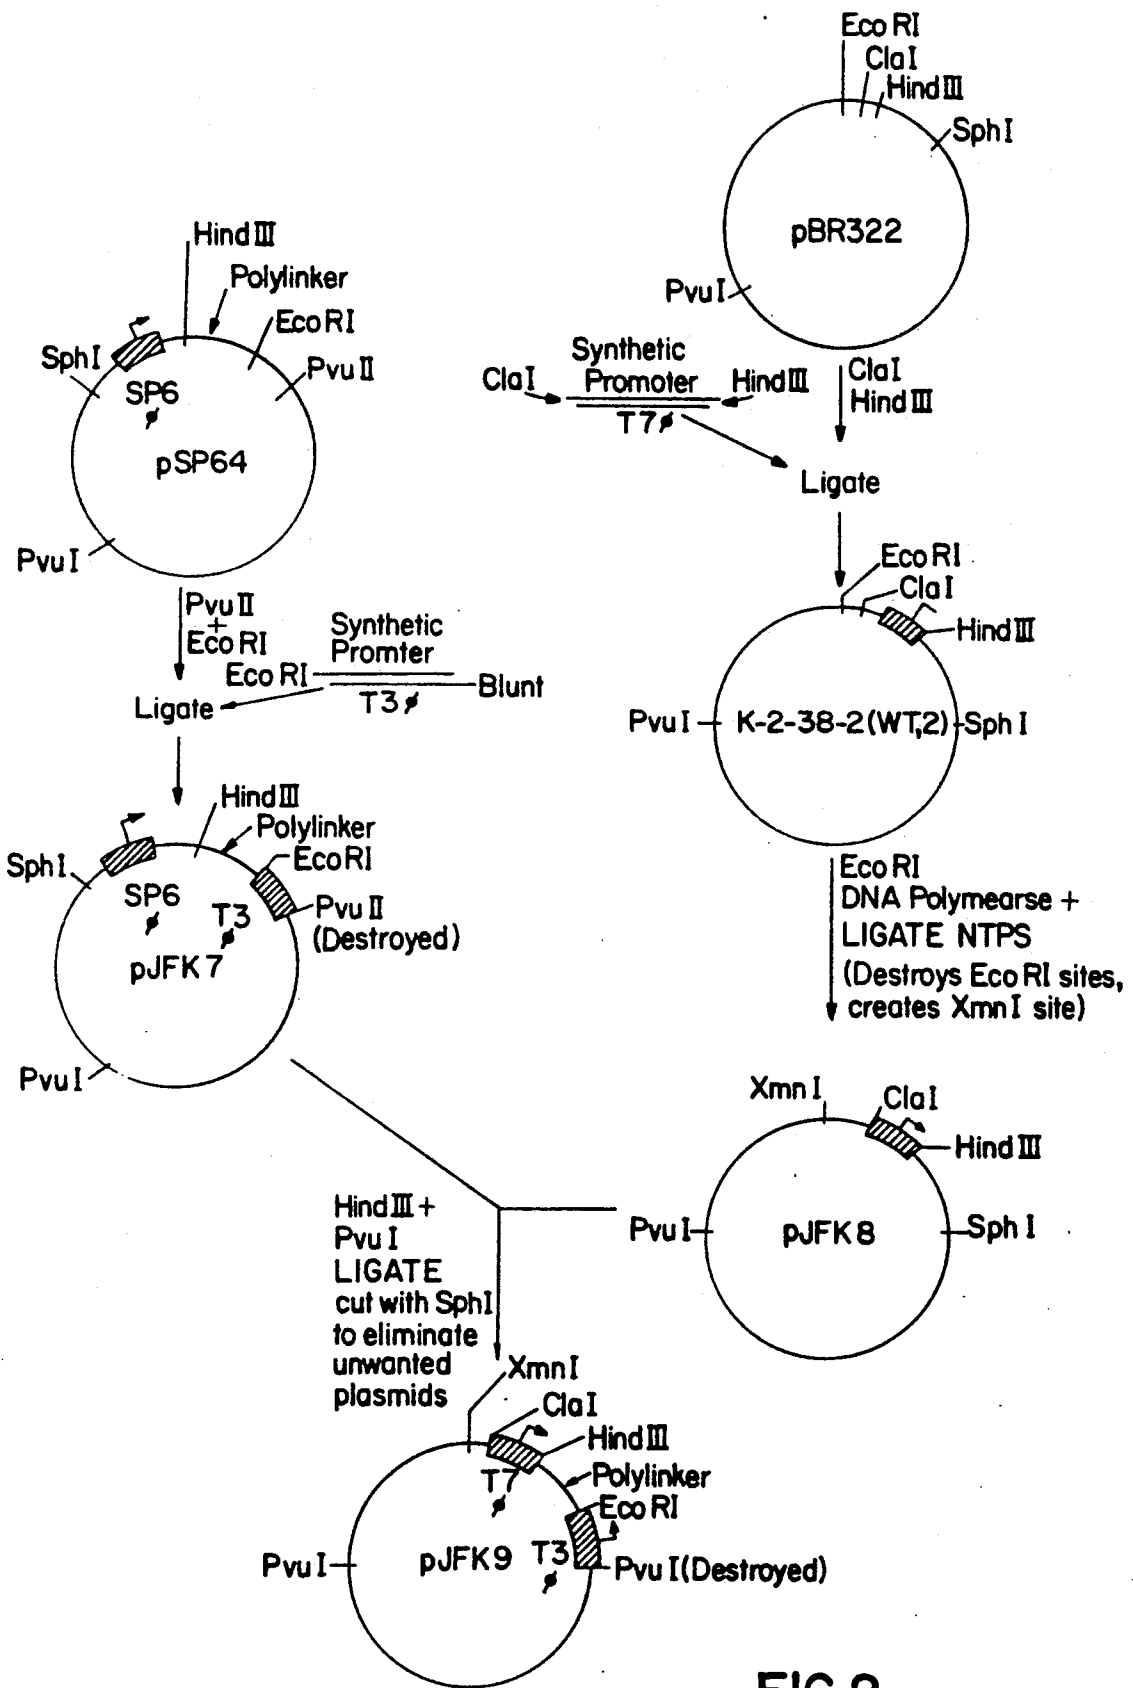 Eco RI
Cla I
Hind III
Sph I
pBR322
Pvu I
Hind III
Polylinker
Eco RI
Pvu II
Sph I
SP6
ø
pSP64
Pvu I
Synthetic
Promoter
Cla I
Hind III
T7ø
Cla I
Hind III
Ligate
Pvu II
+
Eco RI
Synthetic
Promter
Eco RI
Blunt
T3ø
Ligate
Eco RI
Cla I
Hind III
Pvu I
K-2-38-2(WT,2)
Sph I
Hind III
Polylinker
Eco RI
Sph I
SP6
ø
T3
ø
Pvu II
(Destroyed)
pJFK7
Pvu I
Eco RI
DNA Polymearse +
LIGATE NTPS
(Destroys Eco RI sites,
creates Xmn I site)
Xmn I
Cla I
Hind III
Pvu I
pJFK8
Sph I
Hind III +
Pvu I
LIGATE
cut with Sph I
to eliminate
unwanted
plasmids
Xmn I
Cla I
Hind III
T7
ø
Polylinker
Eco RI
Pvu I
pJFK9
T3
ø
Pvu I (Destroyed)